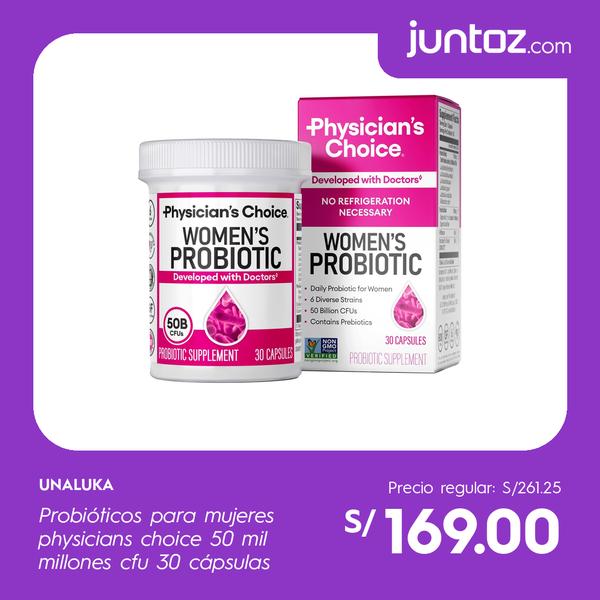 juntoz.com
Physician's
Choice®
Developed with Doctors◊
NO REFRIGERATION
NECESSARY
WOMEN'S
PROBIOTIC
• Daily Probiotic for Women
• 6 Diverse Strains
• 50 Billion CFUs
• Contains Prebiotics
30 CAPSULES
PROBIOTIC SUPPLEMENT
NON
GMO
Project
VERIFIED
Physician's Choice®
WOMEN'S
PROBIOTIC
Developed with Doctors◊
50B
CFUs
PROBIOTIC SUPPLEMENT
30 CAPSULES
Supplement Facts
UNALUKA
Probióticos para mujeres
physicians choice 50 mil
millones cfu 30 cápsulas
Precio regular: S/261.25
S/ 169.00